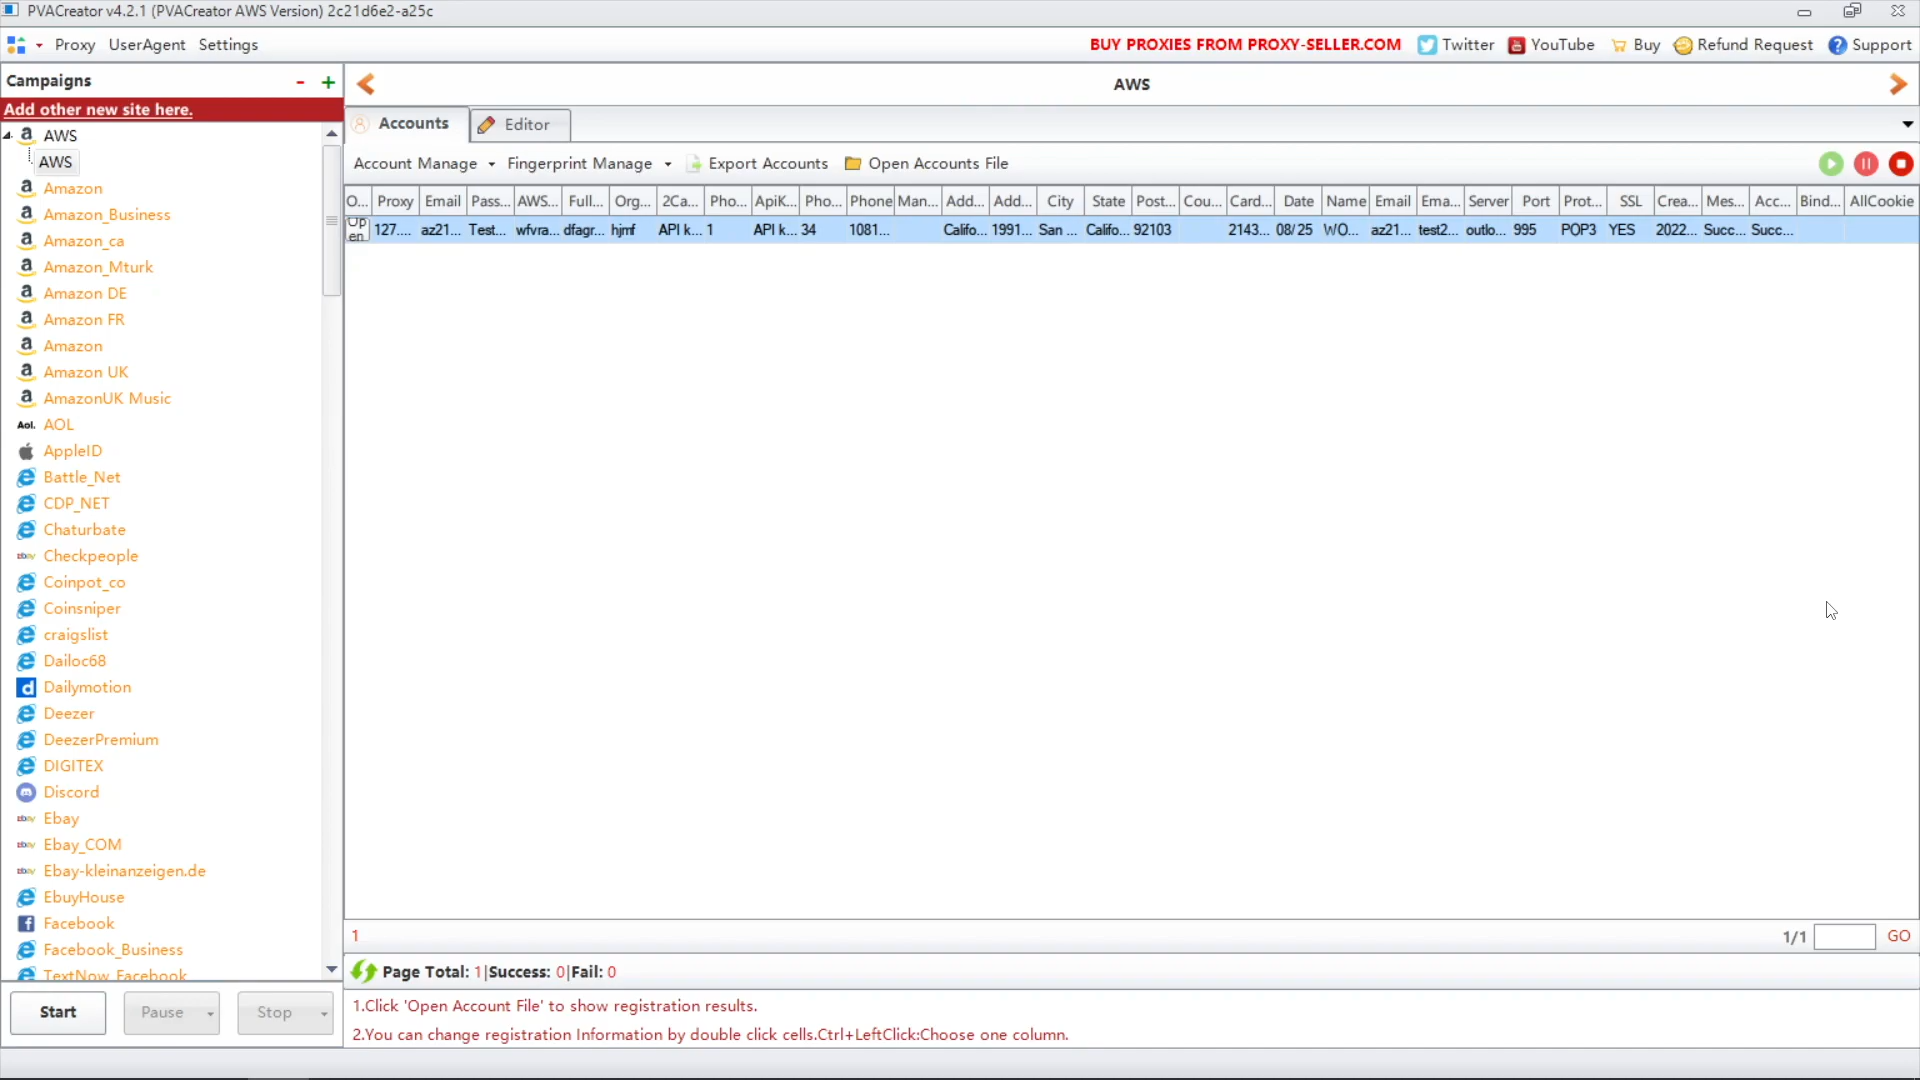 PVACreator v4.2.1 (PVACreator AWS Version) 2c21d6e2-a25c
Proxy UserAgent Settings BUY PROXIES FROM PROXY-SELLER.COM Twitter YouTube Buy Refund Request Support
Campaigns - +
AWS
Add other new site here.
Accounts Editor
Account Manage Fingerprint Manage Export Accounts Open Accounts File
O... Proxy Email Pass... AWS... Full... Org... 2Ca... Pho... ApiK... Pho... Phone Man... Add... Add... City State Post... Cou... Card... Date Name Email Ema... Server Port Prot... SSL Crea... Mes... Acc... Bind... AllCookie
Open 127.... az21... Test... wfvra... dfagr... hjmf API k... 1 API k... 34 1081... Califo... 1991... San ... Califo... 92103 2143... 08/25 WO... az21... test2... outlo... 995 POP3 YES 2022... Succ... Succ...
AWS
AWS
a Amazon
a Amazon_Business
a Amazon_ca
a Amazon_Mturk
a Amazon DE
a Amazon FR
a Amazon
a Amazon UK
a AmazonUK Music
Aol. AOL
AppleID
Battle_Net
CDP_NET
Chaturbate
ebay Checkpeople
Coinpot_co
Coinsniper
craigslist
Dailoc68
d Dailymotion
Deezer
DeezerPremium
DIGITEX
Discord
ebay Ebay
ebay Ebay_COM
ebay Ebay-kleinanzeigen.de
EbuyHouse
f Facebook
Facebook_Business
TextNow_Facebook
1 1/1 GO
Page Total: 1|Success: 0|Fail: 0
Start Pause Stop
1.Click 'Open Account File' to show registration results.
2.You can change registration Information by double click cells.Ctrl+LeftClick:Choose one column.